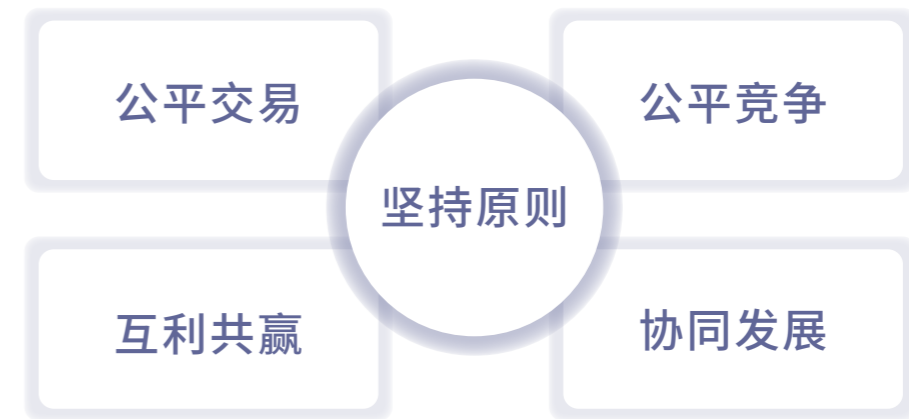 公平交易
公平竞争
坚持原则
互利共赢
协同发展